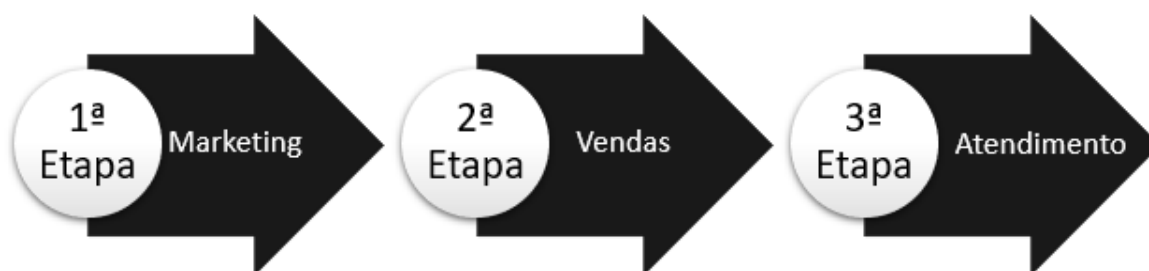 1ª
Etapa
Marketing
2ª
Etapa
Vendas
3ª
Etapa
Atendimento